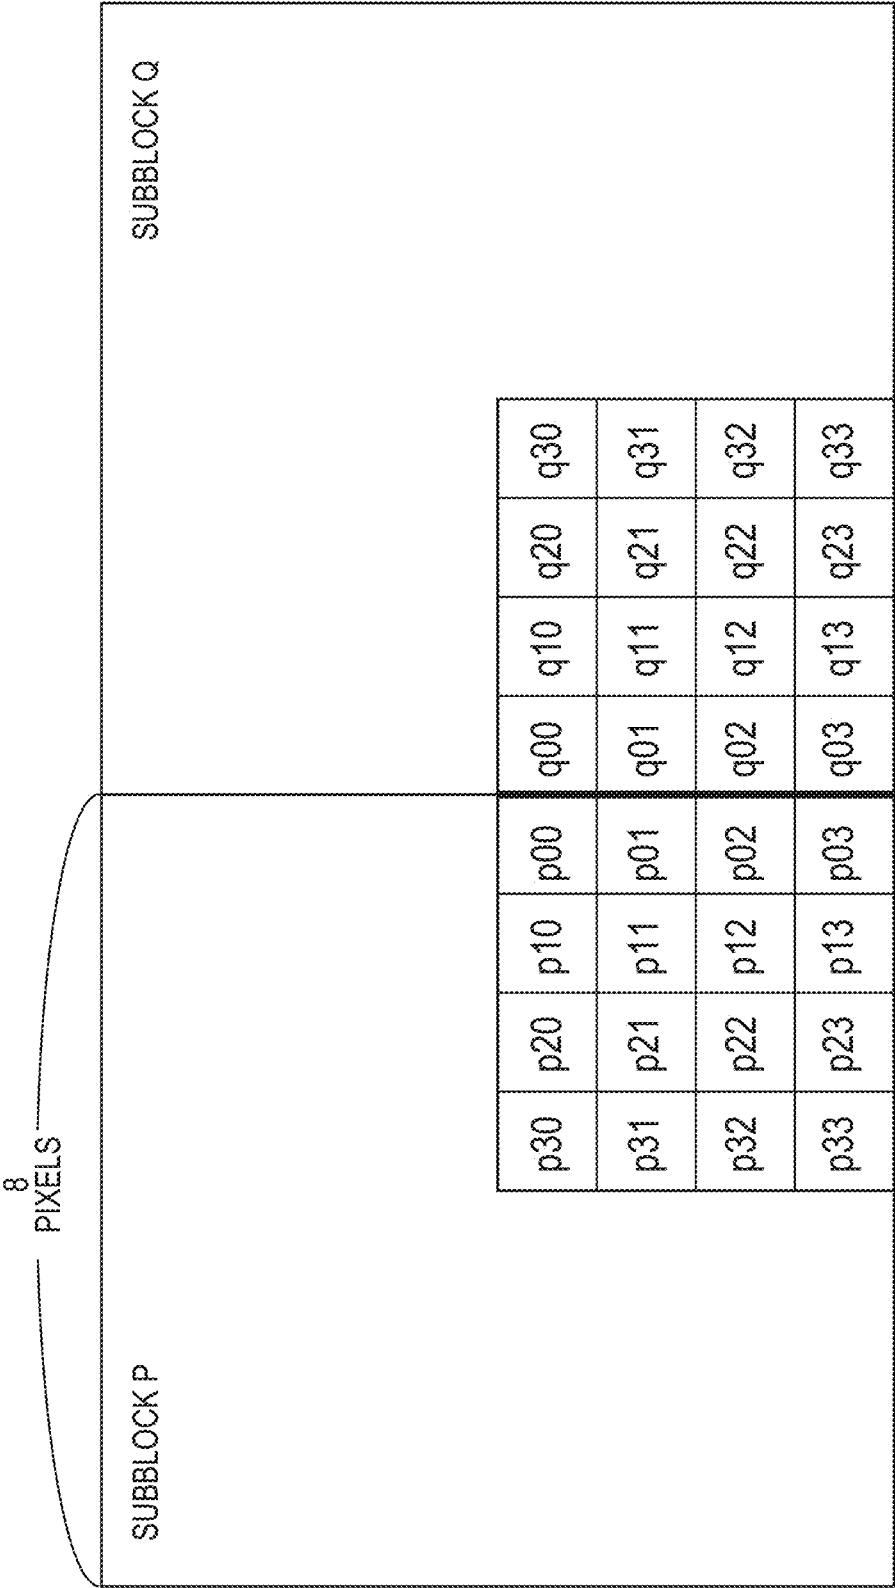 8
PIXELS
SUBBLOCK P
SUBBLOCK Q
p30 p20 p10 p00 q00 q10 q20 q30
p31 p21 p11 p01 q01 q11 q21 q31
p32 p22 p12 p02 q02 q12 q22 q32
p33 p23 p13 p03 q03 q13 q23 q33